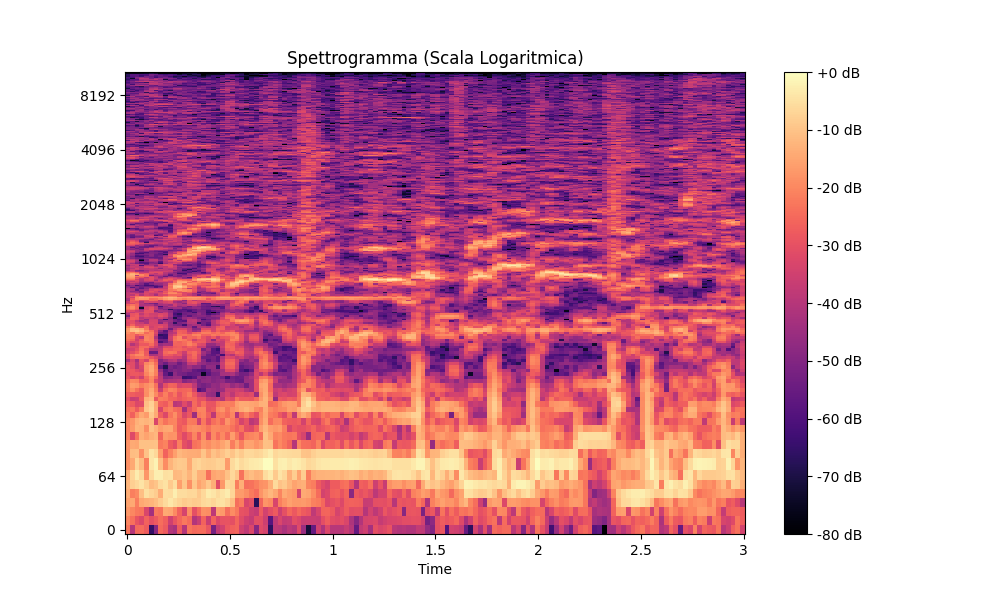 Spettrogramma (Scala Logaritmica)
8192
4096
2048
1024
512
256
128
64
0
Hz
0
0.5
1
1.5
2
2.5
3
Time
+0 dB
-10 dB
-20 dB
-30 dB
-40 dB
-50 dB
-60 dB
-70 dB
-80 dB